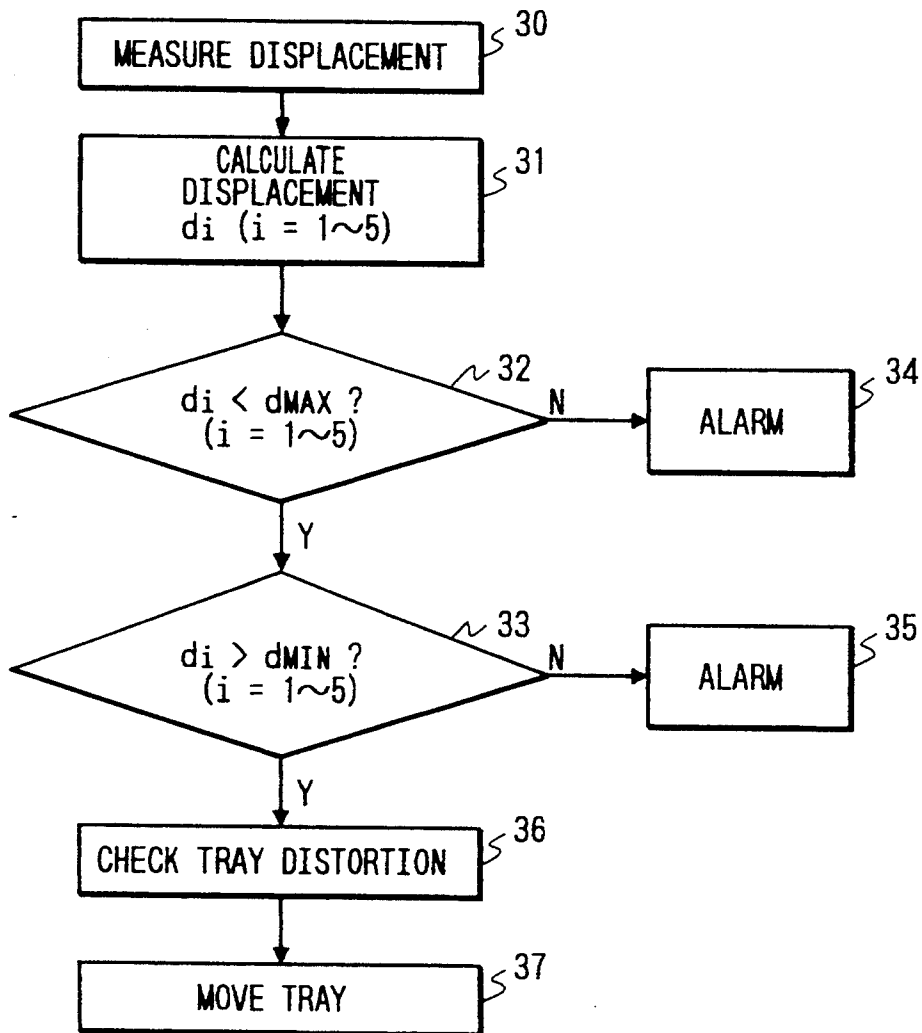 30
MEASURE DISPLACEMENT
31
CALCULATE
DISPLACEMENT
di (i = 1~5)
32
di < dMAX ?
(i = 1~5)
N
34
ALARM
Y
33
di > dMIN ?
(i = 1~5)
N
35
ALARM
Y
36
CHECK TRAY DISTORTION
37
MOVE TRAY